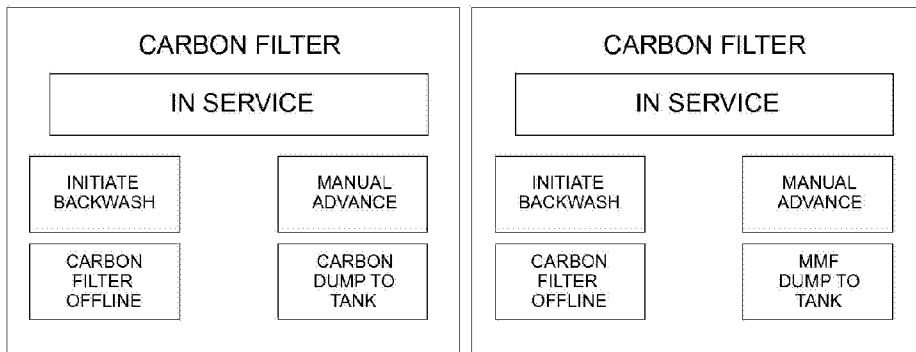 CARBON FILTER
IN SERVICE
INITIATE
BACKWASH
MANUAL
ADVANCE
CARBON
FILTER
OFFLINE
CARBON
DUMP TO
TANK
CARBON FILTER
IN SERVICE
INITIATE
BACKWASH
MANUAL
ADVANCE
CARBON
FILTER
OFFLINE
MMF
DUMP TO
TANK